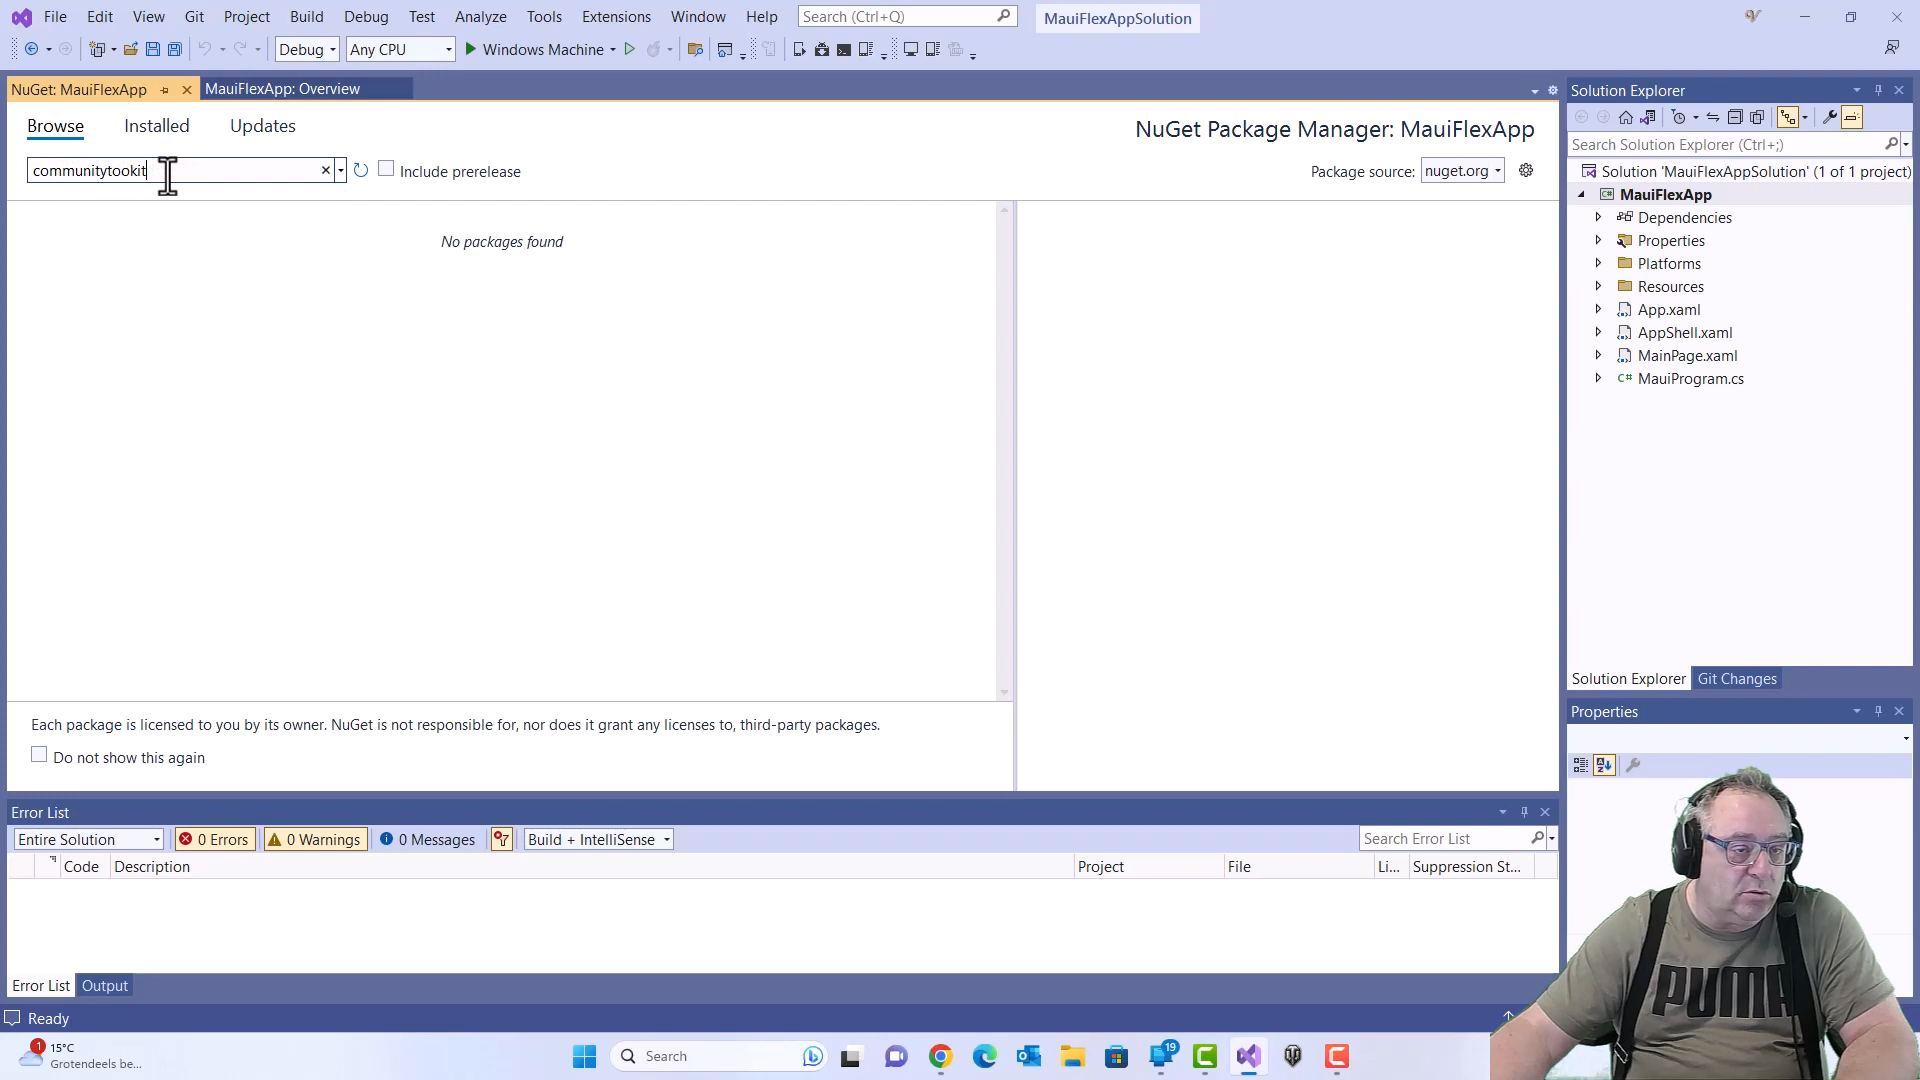 File Edit View Git Project Build Debug Test Analyze Tools Extensions Window Help Search (Ctrl+Q) MauiFlexAppSolution
Debug Any CPU Windows Machine
NuGet: MauiFlexApp MauiFlexApp: Overview
Browse Installed Updates
NuGet Package Manager: MauiFlexApp
communitytookit Include prerelease
Package source: nuget.org
No packages found
Each package is licensed to you by its owner. NuGet is not responsible for, nor does it grant any licenses to, third-party packages.
Do not show this again
Solution Explorer
Search Solution Explorer (Ctrl+;)
Solution 'MauiFlexAppSolution' (1 of 1 project)
MauiFlexApp
Dependencies
Properties
Platforms
Resources
App.xaml
AppShell.xaml
MainPage.xaml
C# MauiProgram.cs
Solution Explorer Git Changes
Properties
Error List
Entire Solution 0 Errors 0 Warnings 0 Messages Build + IntelliSense Search Error List
Code Description Project File Li... Suppression St...
Error List Output
Ready
PUMA
1 15°C
Grotendeels be...
Search
19